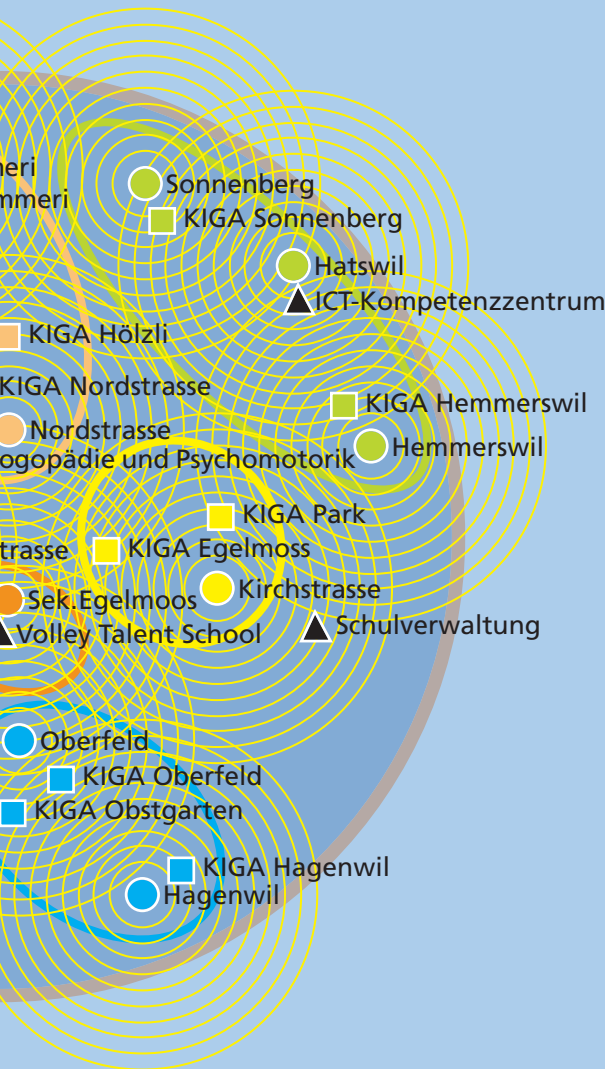 Sonnenberg
KIGA Sonnenberg
Hatswil
ICT-Kompetenzzentrum
KIGA Hölzli
KIGA Nordstrasse
KIGA Hemmerswil
Nordstrasse
Hemmerswil
ogopädie und Psychomotorik
KIGA Park
trasse
KIGA Egelmoss
Kirchstrasse
Sek.Egelmoos
Schulverwaltung
Volley Talent School
Oberfeld
KIGA Oberfeld
KIGA Obstgarten
KIGA Hagenwil
Hagenwil